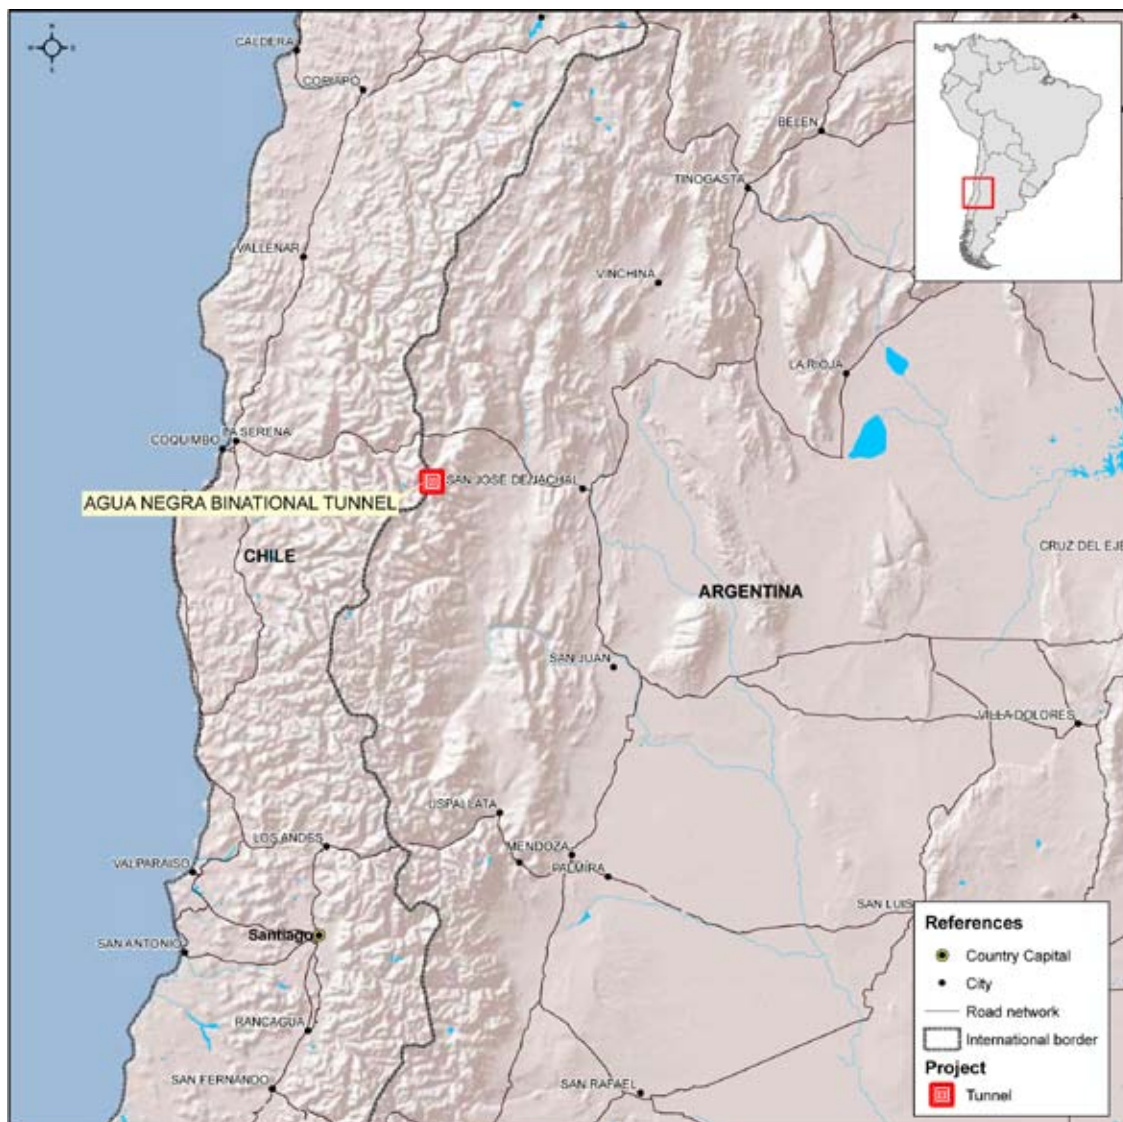 CALDERA
COPIAPÓ
BELEN
TINOGASTA
VALLENAR
VINCHINA
LA RIOJA
LA SERENA
COQUIMBO
SAN JOSE DE JACHAL
AGUA NEGRA BINATIONAL TUNNEL
CHILE
CRUZ DEL EJE
ARGENTINA
SAN JUAN
VILLA DOLORES
USPALLATA
LOS ANDES
MENDOZA
VALPARAISO
PALMÍRA
SAN LUIS
Santiago
SAN ANTONIO
RANCAGUA
SAN FERNANDO
SAN RAFAEL
References
Country Capital
City
Road network
International border
Project
Tunnel